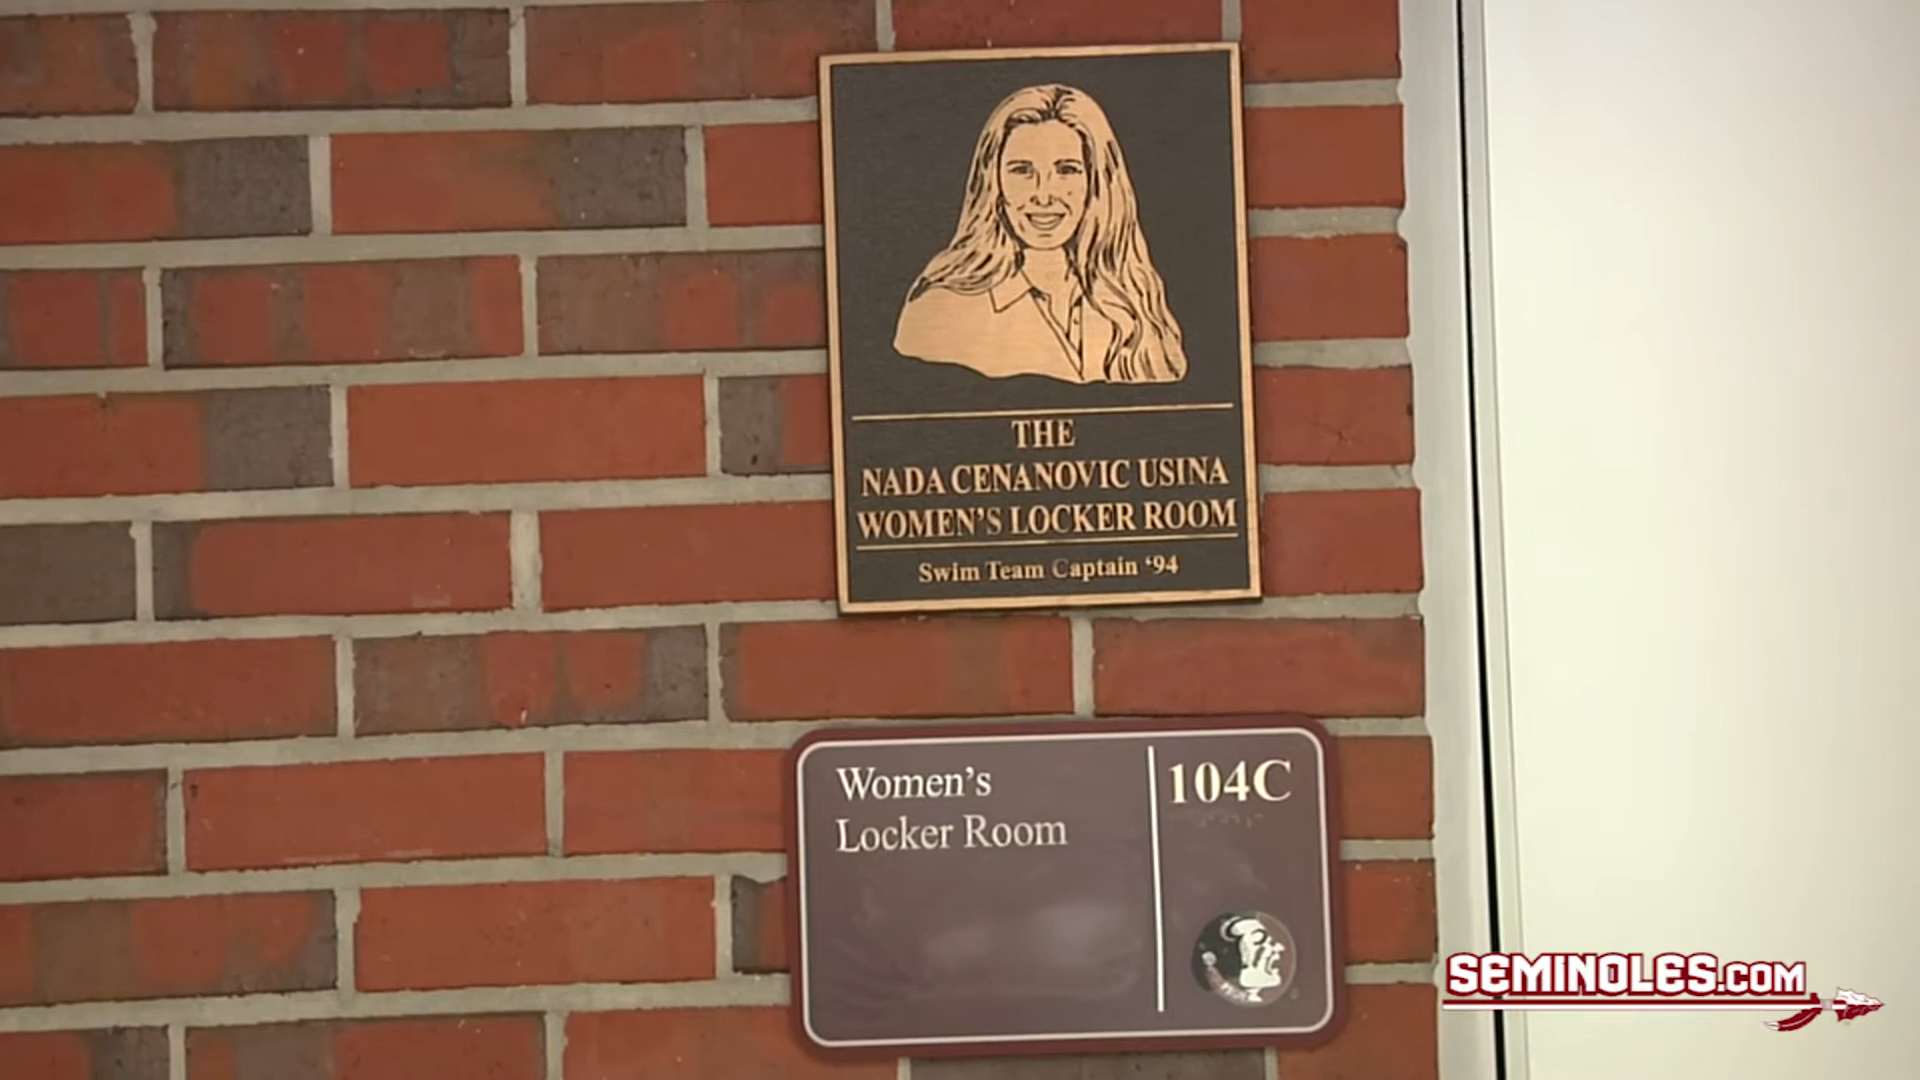 THE
NADA CENANOVIC USINA
WOMEN'S LOCKER ROOM
Swim Team Captain '94
Women's
Locker Room
104C
SEMINOLES.COM